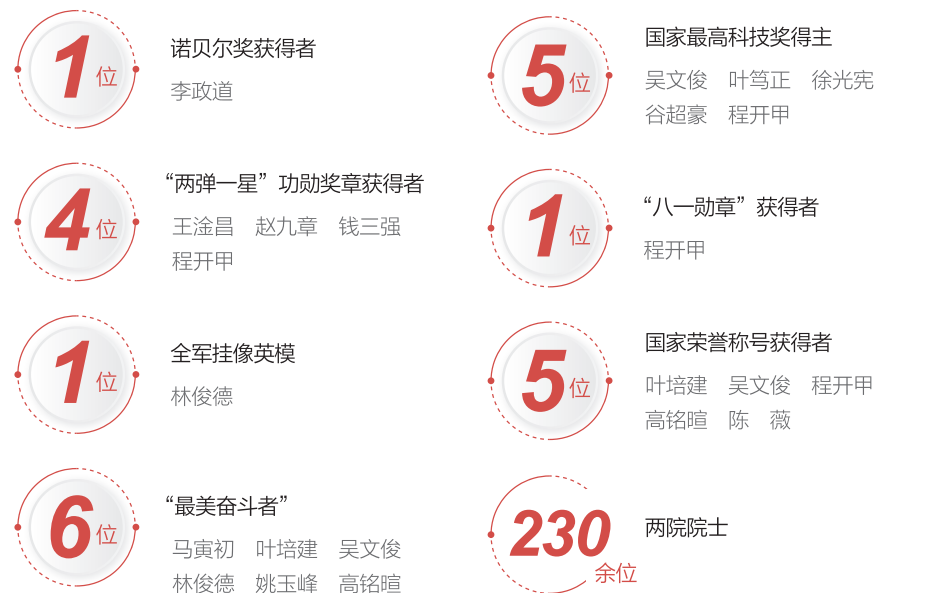 1位
诺贝尔奖获得者
李政道
5位
国家最高科技奖得主
吴文俊 叶笃正 徐光宪
谷超豪 程开甲
4位
“两弹一星”功勋奖章获得者
王淦昌 赵九章 钱三强
程开甲
1位
“八一勋章”获得者
程开甲
1位
全军挂像英模
林俊德
5位
国家荣誉称号获得者
叶培建 吴文俊 程开甲
高铭暄 陈 薇
6位
“最美奋斗者”
马寅初 叶培建 吴文俊
林俊德 姚玉峰 高铭暄
230余位
两院院士